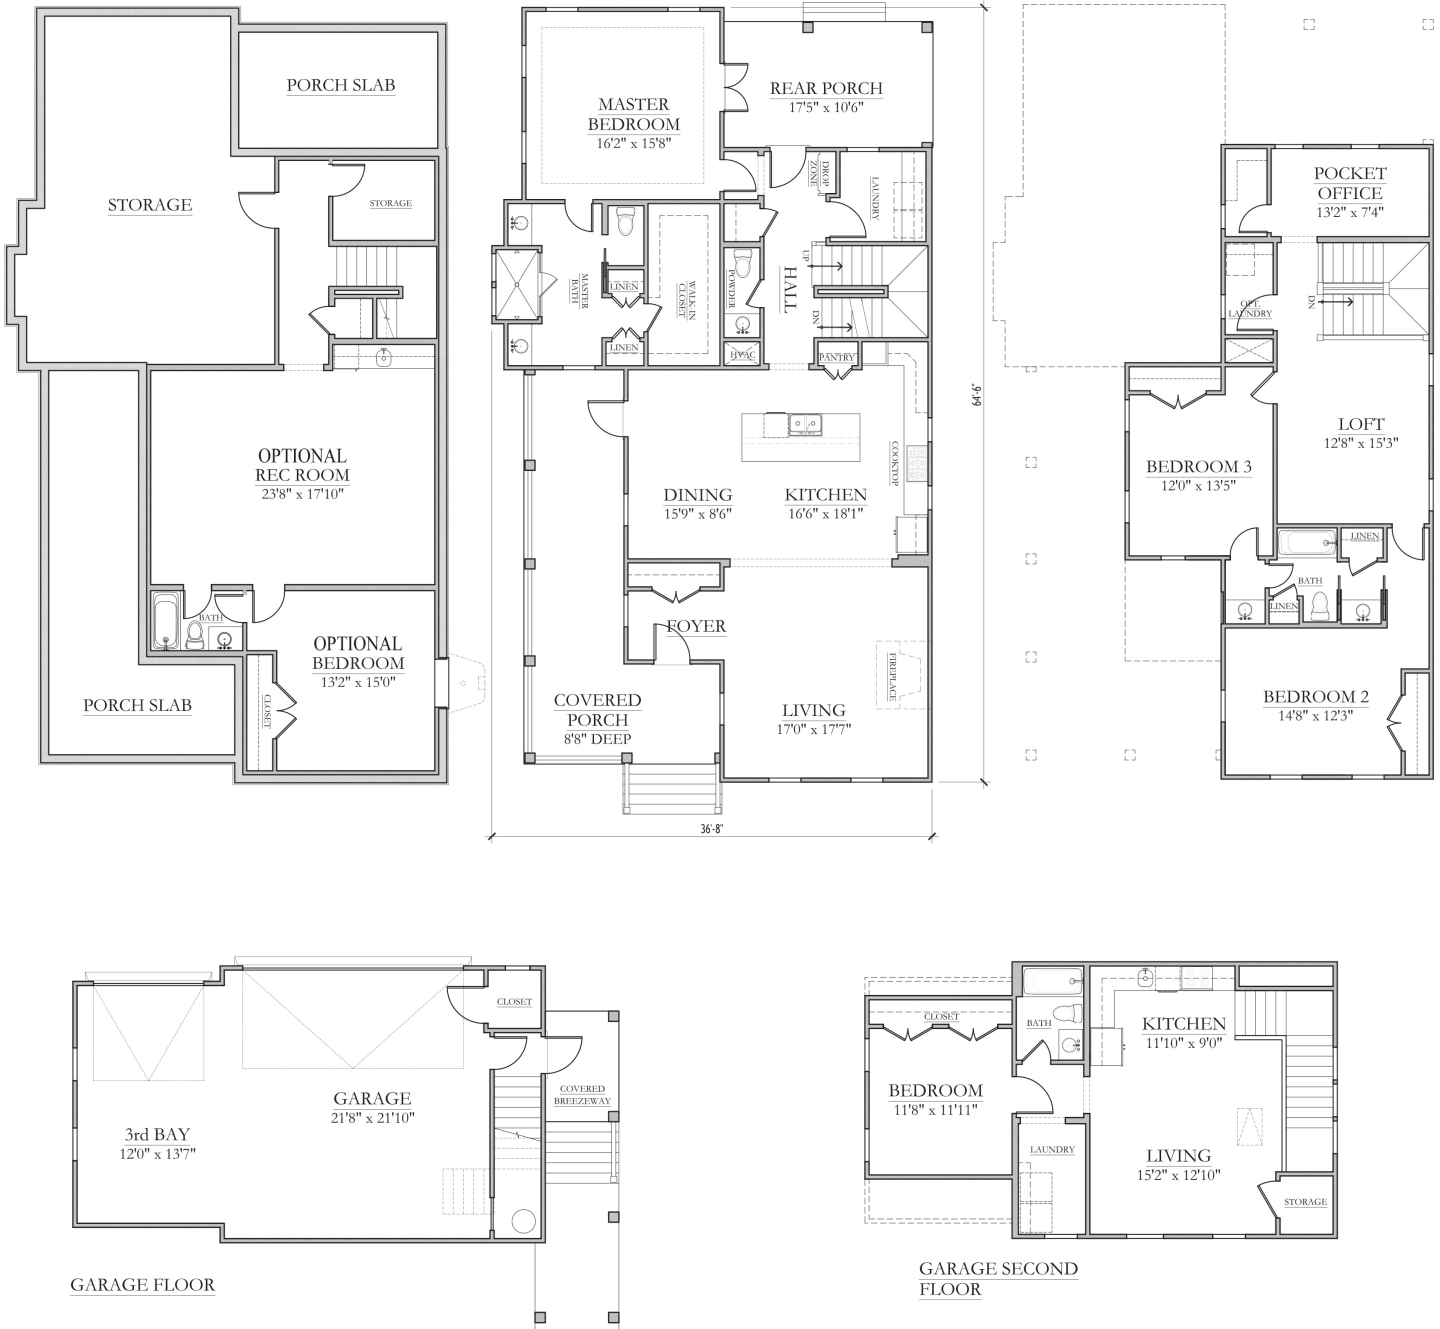 PORCH SLAB
STORAGE
STORAGE
OPTIONAL
REC ROOM
23'8" x 17'10"
BATH
OPTIONAL
BEDROOM
13'2" x 15'0"
CLOSET
PORCH SLAB
MASTER
BEDROOM
16'2" x 15'8"
REAR PORCH
17'5" x 10'6"
DROP
ZONE
LAUNDRY
MASTER
BATH
LINEN
LINEN
WALK-IN
CLOSET
POWDER
HVAC
HALL
UP
DN
PANTRY
64'-6"
COOKTOP
DINING
15'9" x 8'6"
KITCHEN
16'6" x 18'1"
FOYER
FIREPLACE
COVERED
PORCH
8'8" DEEP
LIVING
17'0" x 17'7"
36'-8"
POCKET
OFFICE
13'2" x 7'4"
OPT.
LAUNDRY
DN
LOFT
12'8" x 15'3"
BEDROOM 3
12'0" x 13'5"
LINEN
BATH
LINEN
BEDROOM 2
14'8" x 12'3"
CLOSET
GARAGE
21'8" x 21'10"
COVERED
BREEZEWAY
3rd BAY
12'0" x 13'7"
GARAGE FLOOR
CLOSET
BATH
KITCHEN
11'10" x 9'0"
BEDROOM
11'8" x 11'11"
LAUNDRY
LIVING
15'2" x 12'10"
STORAGE
GARAGE SECOND
FLOOR